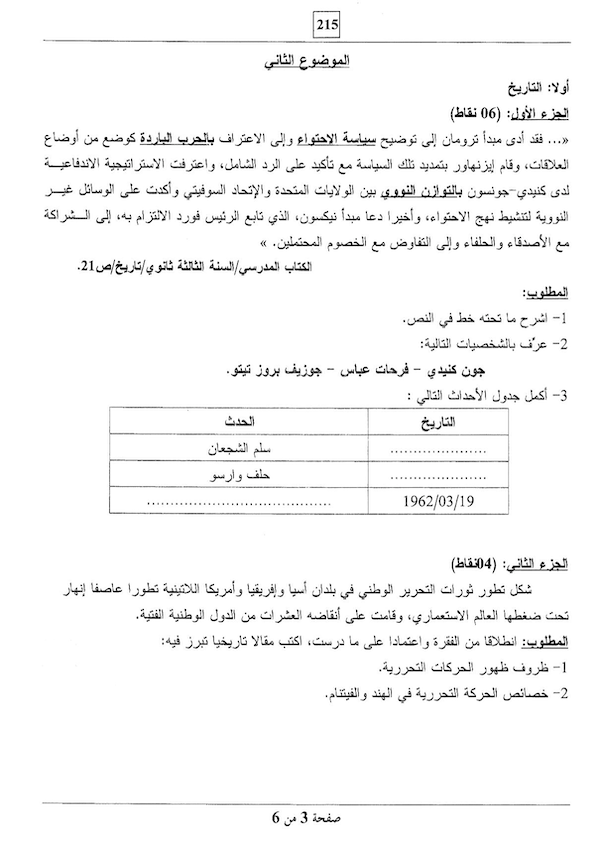 215
الموضوع الثاني
أولا: التاريخ
الجزء الأول: (06 نقاط)
«... فقد أدى مبدأ ترومان إلى توضيح سياسة الاحتواء وإلى الاعتراف بالحرب الباردة كوضع من أوضاع
العلاقات، وقام إيزنهاور بتمديد تلك السياسة مع تأكيد على الرد الشامل، واعترفت الاستراتيجية الاندفاعية
لدى كنيدي-جونسون بالتوازن النووي بين الولايات المتحدة والإتحاد السوفيتي وأكدت على الوسائل غير
النووية لتنشيط نهج الاحتواء، وأخيرا دعا مبدأ نيكسون، الذي تابع الرئيس فورد الالتزام به، إلى الشراكة
مع الأصدقاء والحلفاء وإلى التفاوض مع الخصوم المحتملين. »
الكتاب المدرسي/السنة الثالثة ثانوي/تاريخ/ص21.
المطلوب:
1- اشرح ما تحته خط في النص.
2- عرّف بالشخصيات التالية:
جون كنيدي – فرحات عباس – جوزيف بروز تيتو.
3- أكمل جدول الأحداث التالي :
التاريخ الحدث
..................... سلم الشجعان
..................... حلف وارسو
1962/03/19 .......................................
الجزء الثاني: (04نقاط)
شكل تطور ثورات التحرير الوطني في بلدان أسيا وإفريقيا وأمريكا اللاتينية تطورا عاصفا إنهار
تحت ضغطها العالم الاستعماري، وقامت على أنقاضه العشرات من الدول الوطنية الفتية.
المطلوب: انطلاقا من الفقرة واعتمادا على ما درست، اكتب مقالا تاريخيا تبرز فيه:
1- ظروف ظهور الحركات التحررية.
2- خصائص الحركة التحررية في الهند والفيتنام.
صفحة 3 من 6